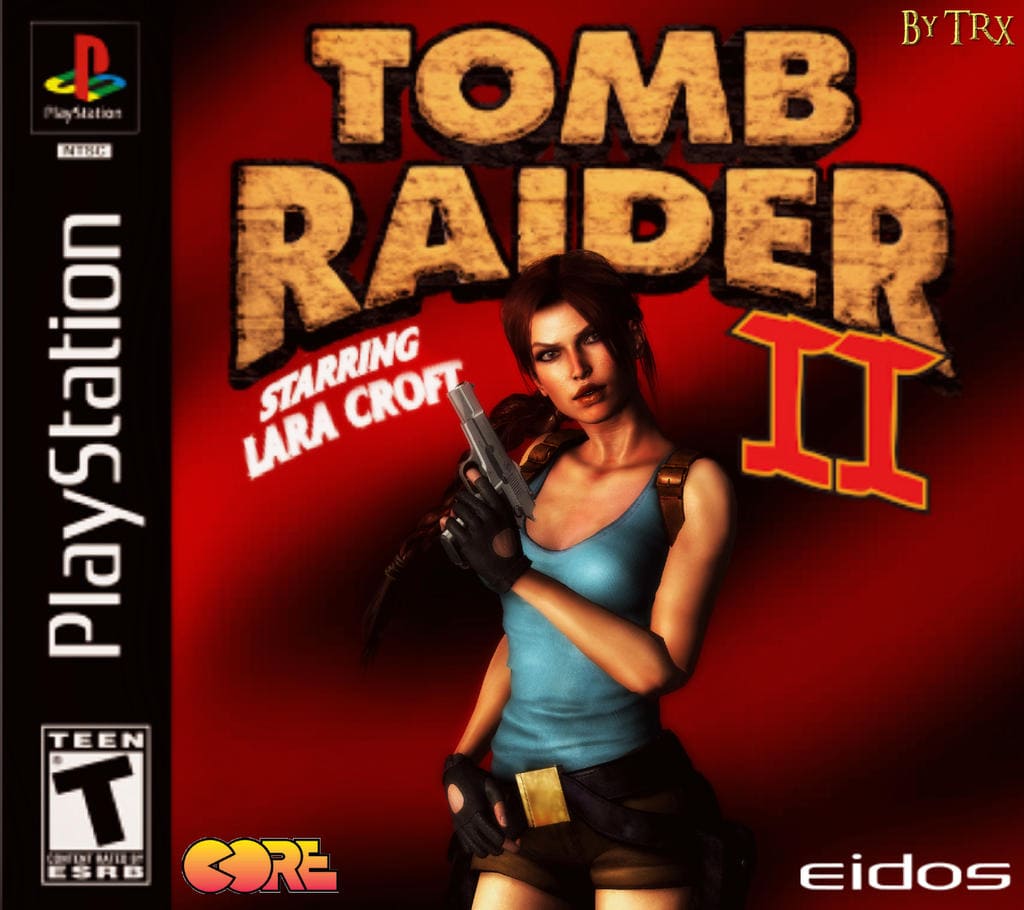 By TRX
PlayStation
NTSC
TOMB
RAIDER
II
STARRING
LARA CROFT
PlayStation
TEEN
T
CONTENT RATED BY
ESRB
CORE
eidos